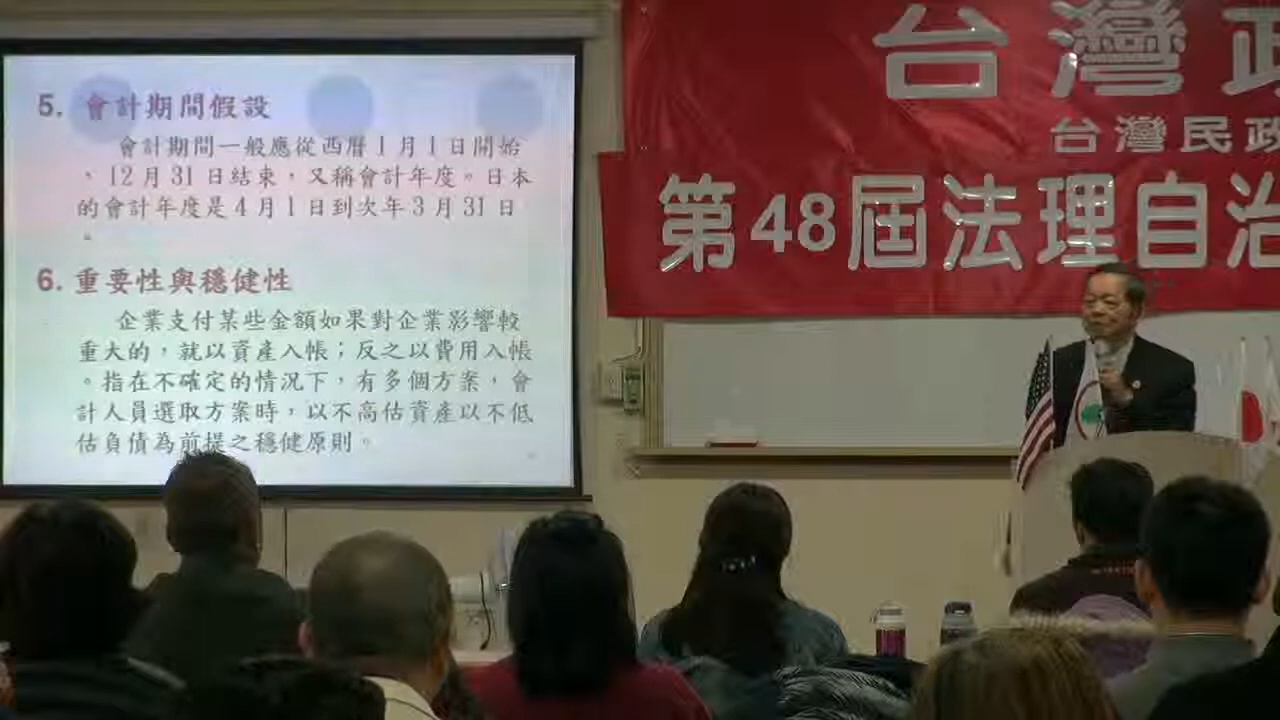 5. 會計期間假設
會計期間一般應從西曆1月1日開始
、12月31日結束，又稱會計年度。日本
的會計年度是4月1日到次年3月31日
。
6. 重要性與穩健性
企業支付某些金額如果對企業影響較
重大的，就以資產入帳；反之以費用入帳
。指在不確定的情況下，有多個方案，會
計人員選取方案時，以不高估資產以不低
估負債為前提之穩健原則。
台灣政
台灣民政
第48屆法理自治